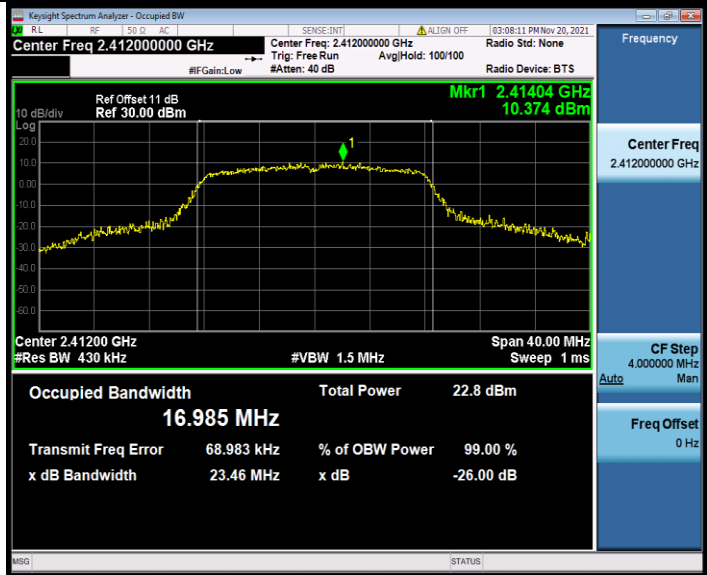 Keysight Spectrum Analyzer - Occupied BW
RL RF 50 Ω AC SENSE:INT ALIGN OFF 03:08:11 PM Nov 20, 2021
Center Freq 2.412000000 GHz
Center Freq: 2.412000000 GHz Radio Std: None
Trig: Free Run Avg|Hold: 100/100
#IFGain:Low #Atten: 40 dB Radio Device: BTS
Mkr1 2.41404 GHz
10.374 dBm
Ref Offset 11 dB
10 dB/div Ref 30.00 dBm
Log
20.0
10.0
0.00
-10.0
-20.0
-30.0
-40.0
-50.0
-60.0
1
Center 2.41200 GHz Span 40.00 MHz
#Res BW 430 kHz #VBW 1.5 MHz Sweep 1 ms
Occupied Bandwidth Total Power 22.8 dBm
16.985 MHz
Transmit Freq Error 68.983 kHz % of OBW Power 99.00 %
x dB Bandwidth 23.46 MHz x dB -26.00 dB
MSG STATUS
Frequency
Center Freq
2.412000000 GHz
CF Step
4.000000 MHz
Auto Man
Freq Offset
0 Hz